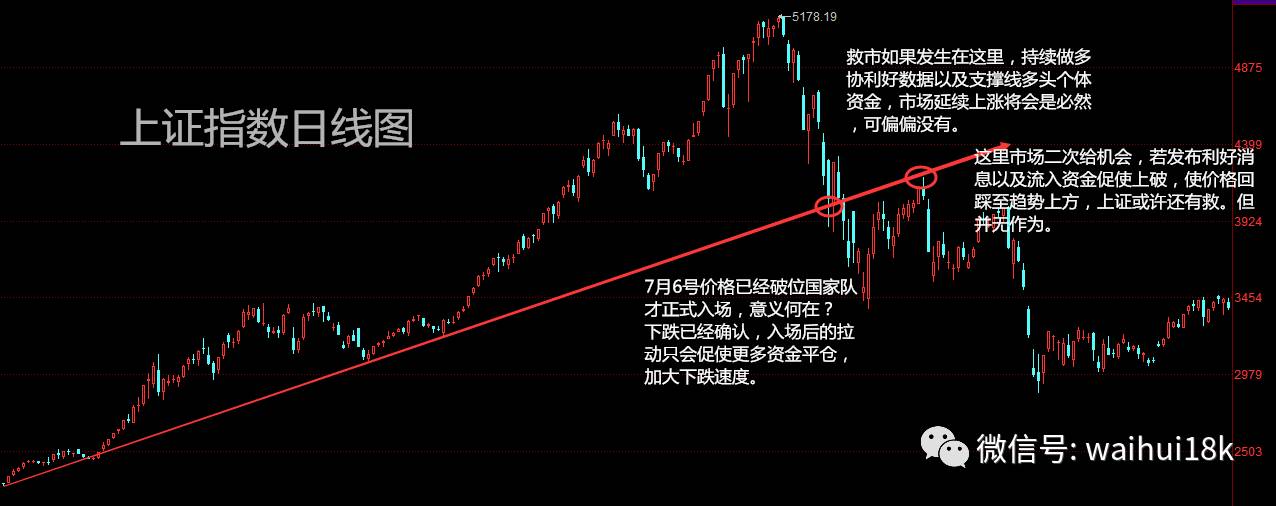 5178.19
救市如果发生在这里，持续做多
协利好数据以及支撑线多头个体
资金，市场延续上涨将会是必然
，可偏偏没有。
上证指数日线图
这里市场二次给机会，若发布利好消
息以及流入资金促使上破，使价格回
踩至趋势上方，上证或许还有救。但
并无作为。
7月6号价格已经破位国家队
才正式入场，意义何在？
下跌已经确认，入场后的拉
动只会促使更多资金平仓，
加大下跌速度。
4875
4399
3924
3454
2979
2503
微信号: waihui18k